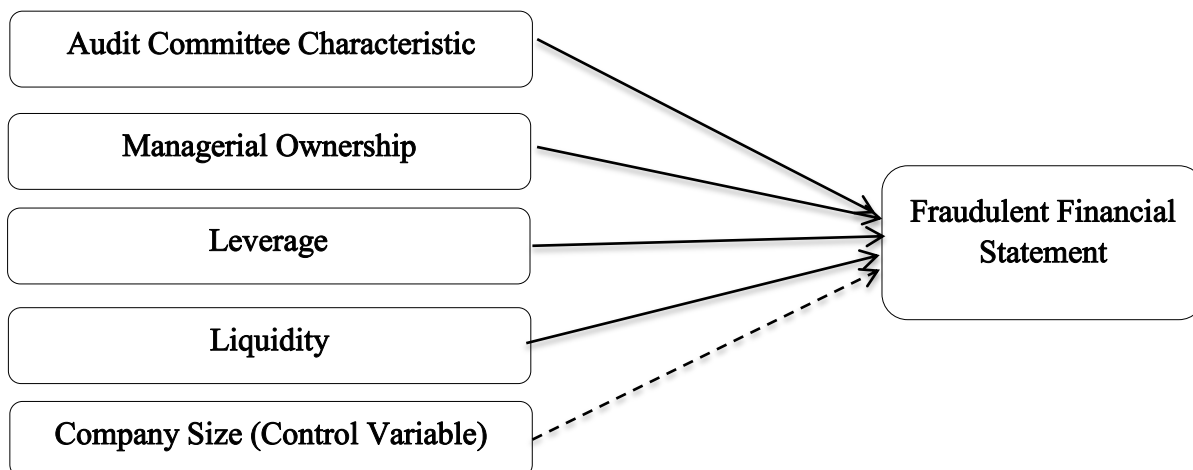 Audit Committee Characteristic
Managerial Ownership
Leverage
Liquidity
Company Size (Control Variable)
Fraudulent Financial
Statement